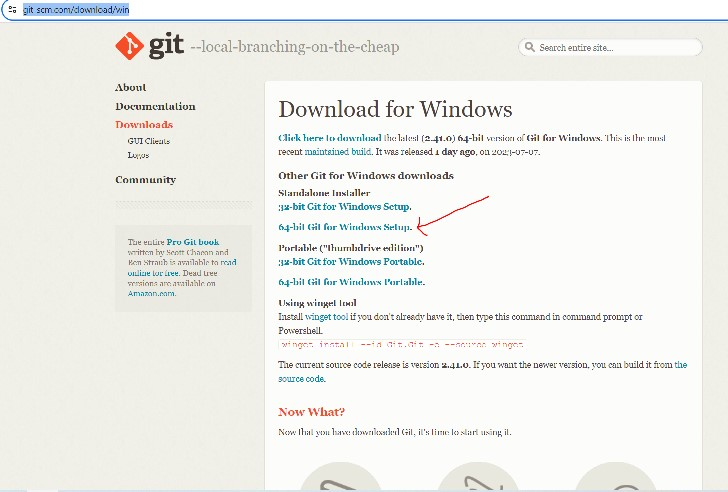 git-scm.com/download/win
git --local-branching-on-the-cheap
Search entire site...
About
Documentation
Downloads
GUI Clients
Logos
Community
The entire Pro Git book
written by Scott Chacon and
Ben Straub is available to read
online for free. Dead tree
versions are available on
Amazon.com.
Download for Windows
Click here to download the latest (2.41.0) 64-bit version of Git for Windows. This is the most
recent maintained build. It was released 1 day ago, on 2023-07-07.
Other Git for Windows downloads
Standalone Installer
32-bit Git for Windows Setup.
64-bit Git for Windows Setup.
Portable ("thumbdrive edition")
32-bit Git for Windows Portable.
64-bit Git for Windows Portable.
Using winget tool
Install winget tool if you don't already have it, then type this command in command prompt or
Powershell.
winget install --id Git.Git -e --source winget
The current source code release is version 2.41.0. If you want the newer version, you can build it from the
source code.
Now What?
Now that you have downloaded Git, it's time to start using it.